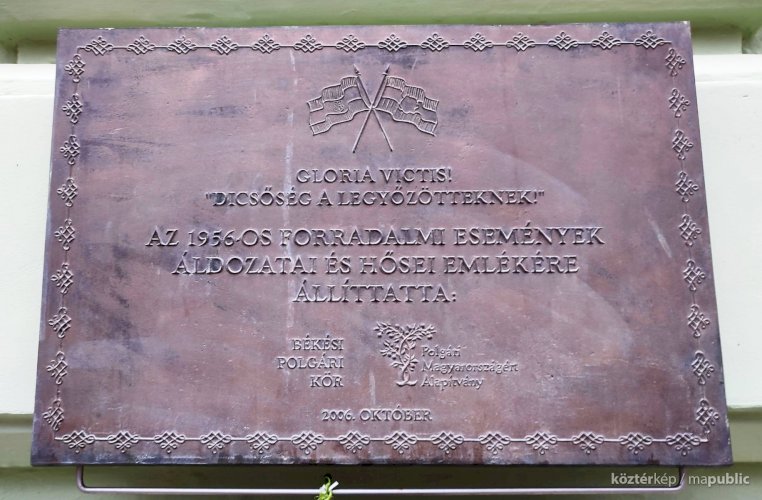 GLORIA VICTIS!
"DICSŐSÉG A LEGYŐZÖTTEKNEK!"
AZ 1956-OS FORRADALMI ESEMÉNYEK
ÁLDOZATAI ÉS HŐSEI EMLÉKÉRE
ÁLLÍTTATTA:
BÉKÉSI
POLGÁRI
KÖR
Polgári
Magyarországért
Alapítvány
2006. OKTÓBER
köztérkép / mapublic